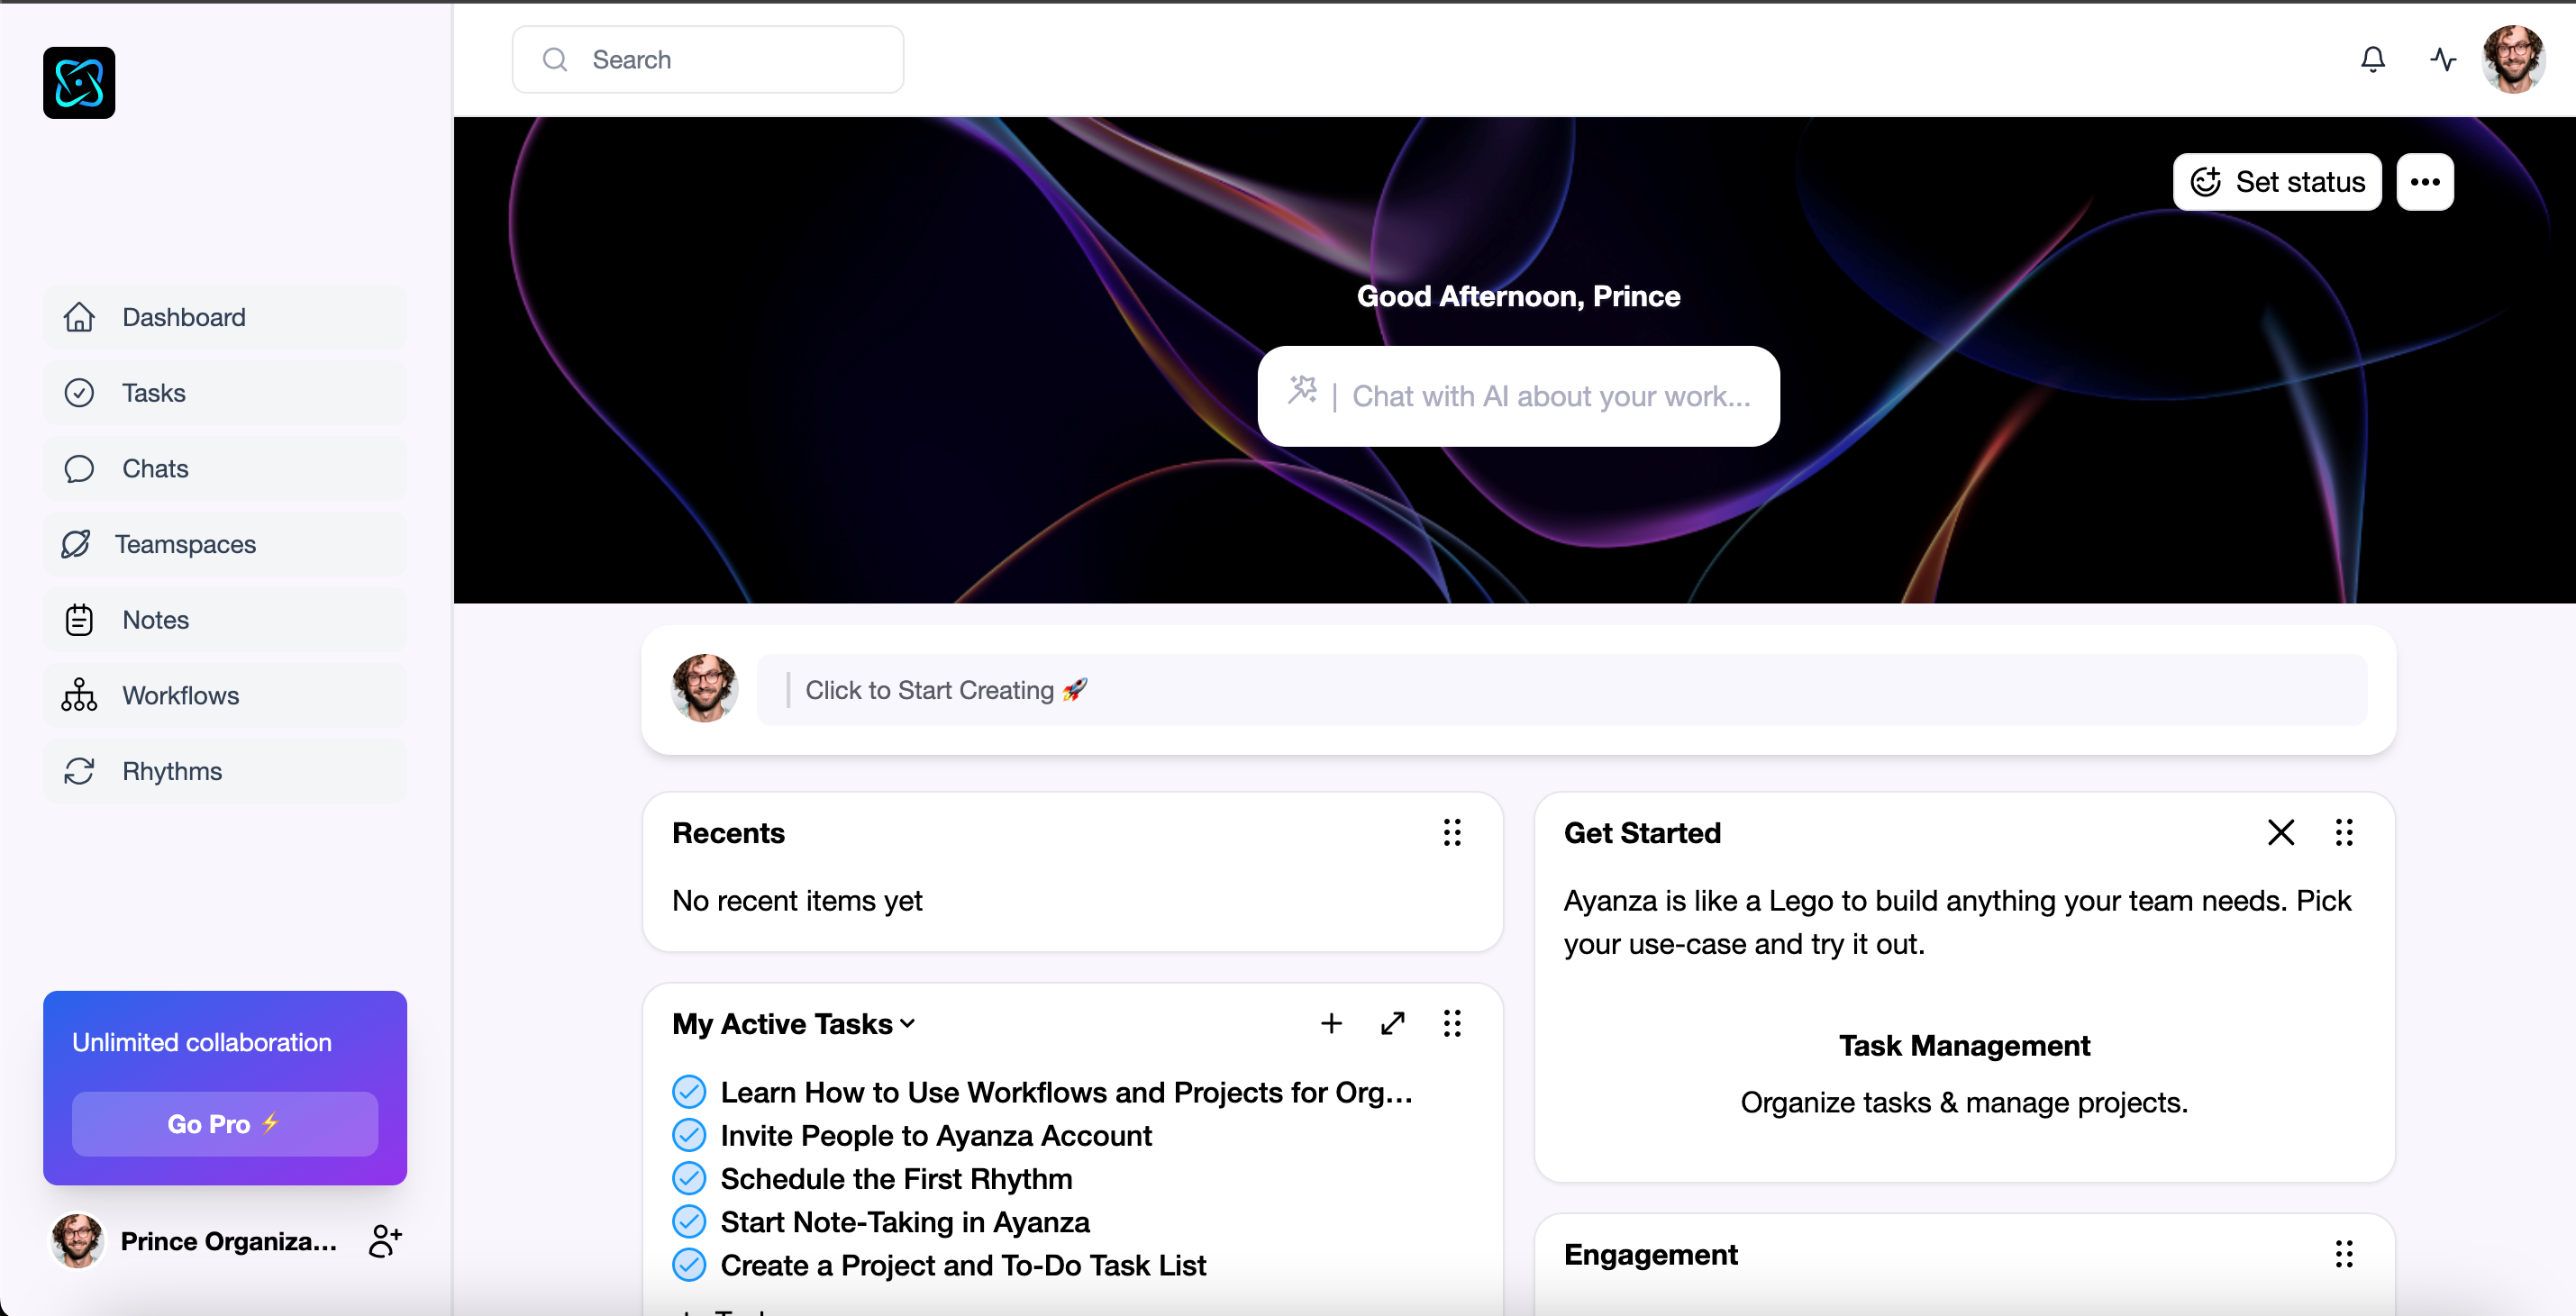 Search
Set status
Good Afternoon, Prince
Chat with AI about your work...
Dashboard
Tasks
Chats
Teamspaces
Notes
Workflows
Rhythms
Unlimited collaboration
Go Pro ⚡
Prince Organiza...
Click to Start Creating 🚀
Recents
No recent items yet
My Active Tasks
Learn How to Use Workflows and Projects for Org...
Invite People to Ayanza Account
Schedule the First Rhythm
Start Note-Taking in Ayanza
Create a Project and To-Do Task List
Get Started
Ayanza is like a Lego to build anything your team needs. Pick
your use-case and try it out.
Task Management
Organize tasks & manage projects.
Engagement